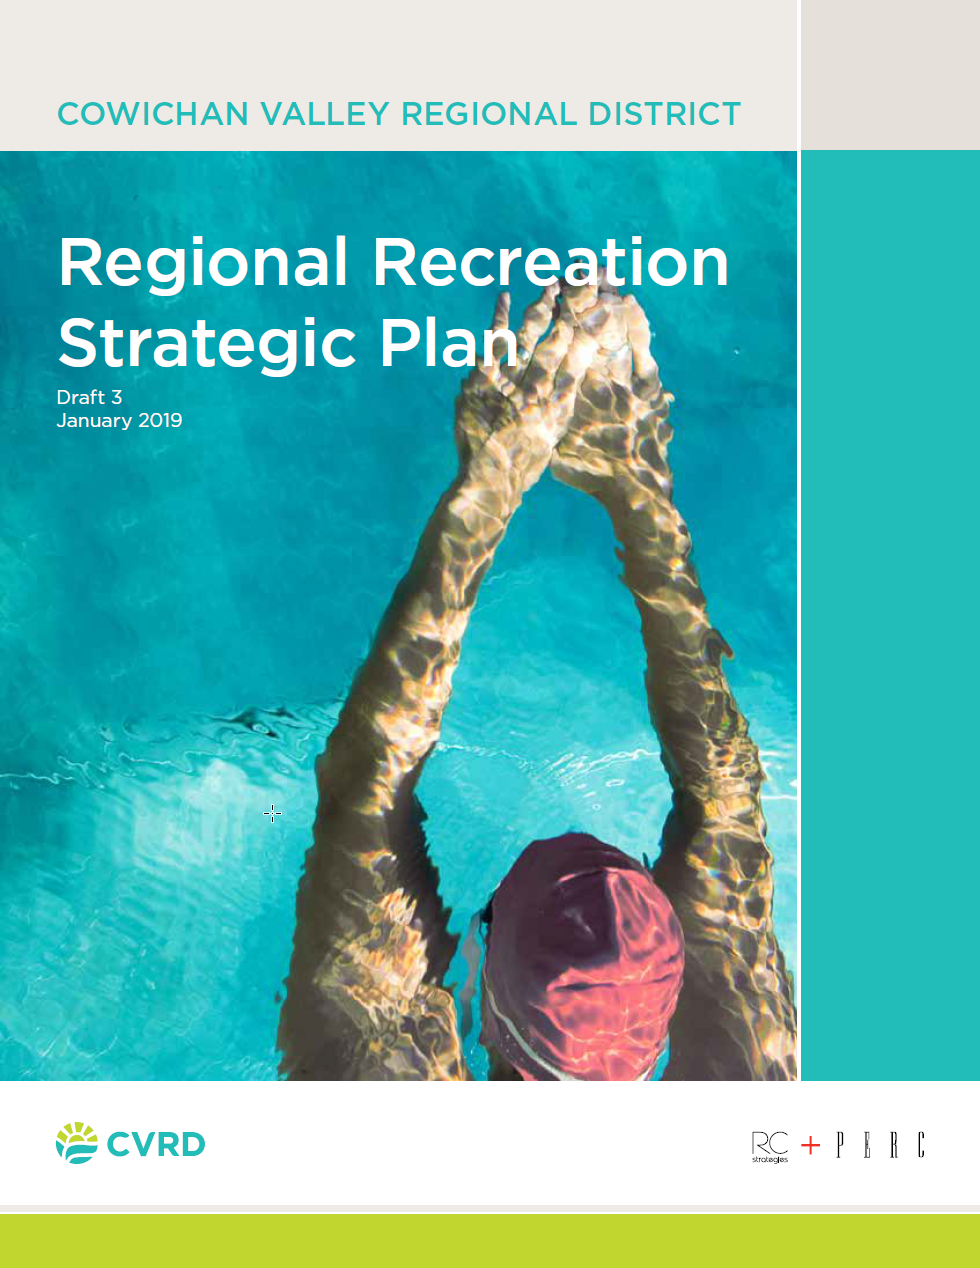 COWICHAN VALLEY REGIONAL DISTRICT
Regional Recreation
Strategic Plan
Draft 3
January 2019
CVRD
RC
strategies
+ PERC